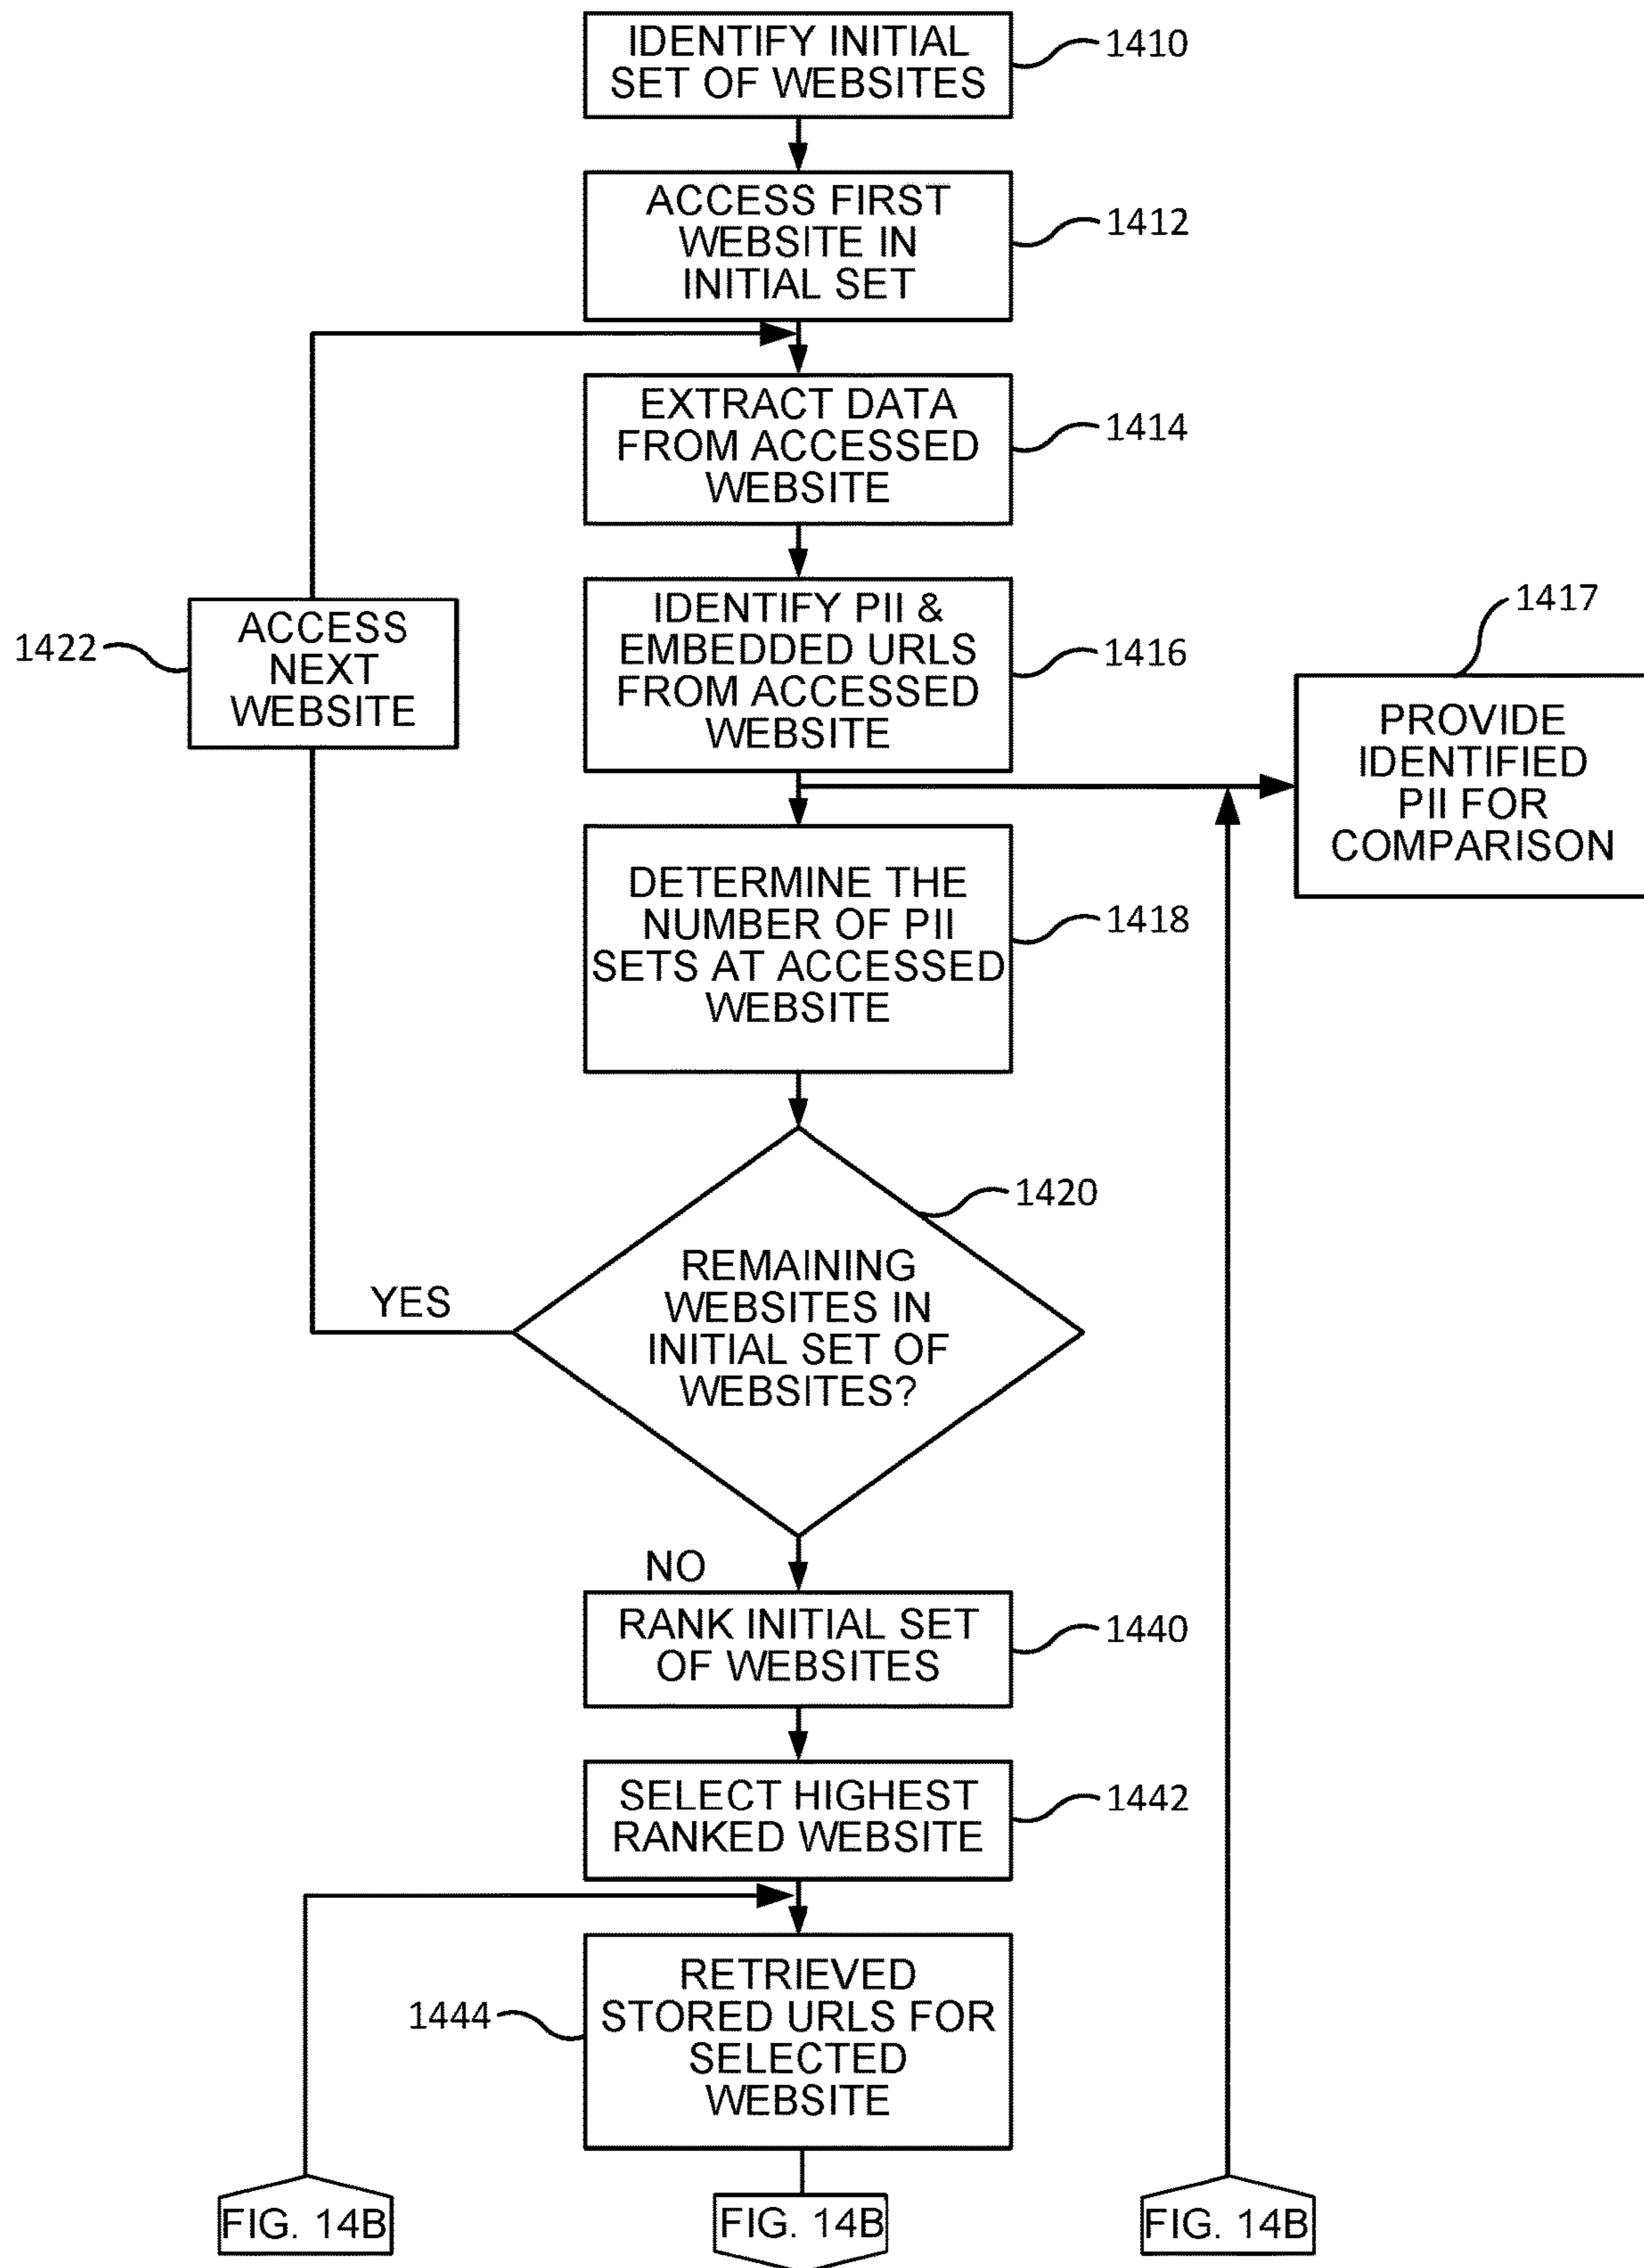 IDENTIFY INITIAL
SET OF WEBSITES
1410
ACCESS FIRST
WEBSITE IN
INITIAL SET
1412
EXTRACT DATA
FROM ACCESSED
WEBSITE
1414
ACCESS
NEXT
WEBSITE
1422
IDENTIFY PII &
EMBEDDED URLS
FROM ACCESSED
WEBSITE
1416
1417
PROVIDE
IDENTIFIED
PII FOR
COMPARISON
DETERMINE THE
NUMBER OF PII
SETS AT ACCESSED
WEBSITE
1418
1420
REMAINING
WEBSITES IN
INITIAL SET OF
WEBSITES?
YES
NO
RANK INITIAL SET
OF WEBSITES
1440
SELECT HIGHEST
RANKED WEBSITE
1442
RETRIEVED
STORED URLS FOR
SELECTED
WEBSITE
1444
FIG. 14B
FIG. 14B
FIG. 14B